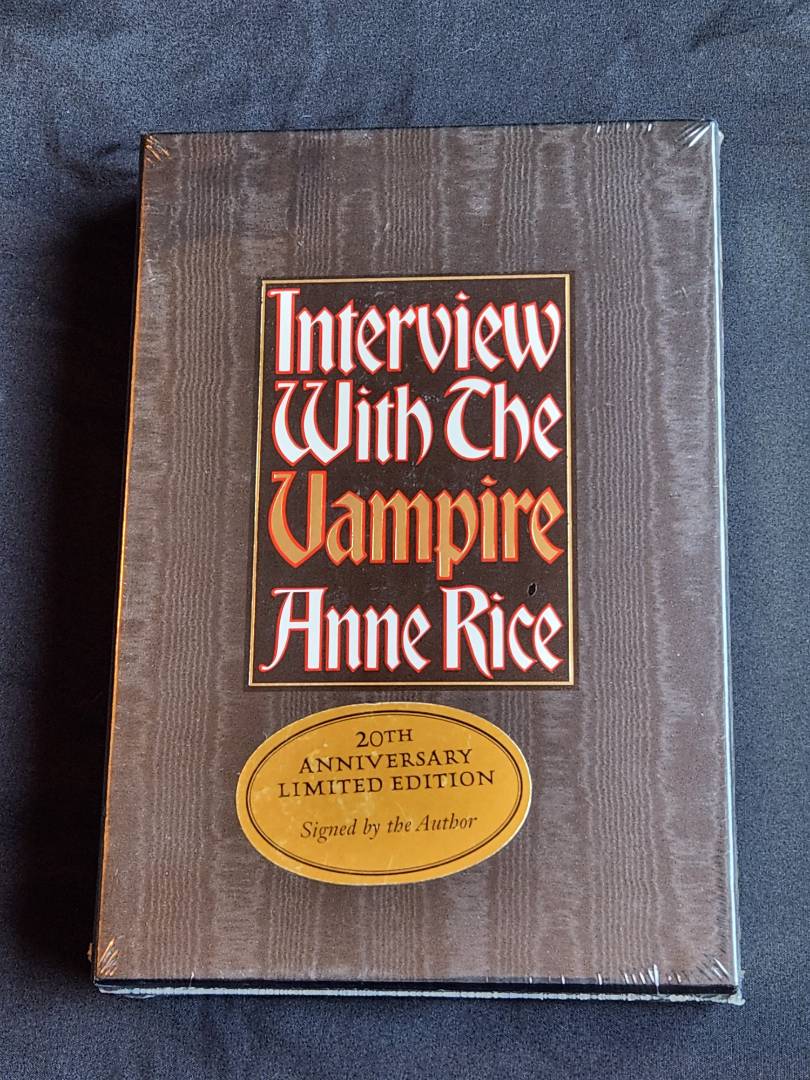 Interview
With The
Vampire
Anne Rice
20TH
ANNIVERSARY
LIMITED EDITION
Signed by the Author